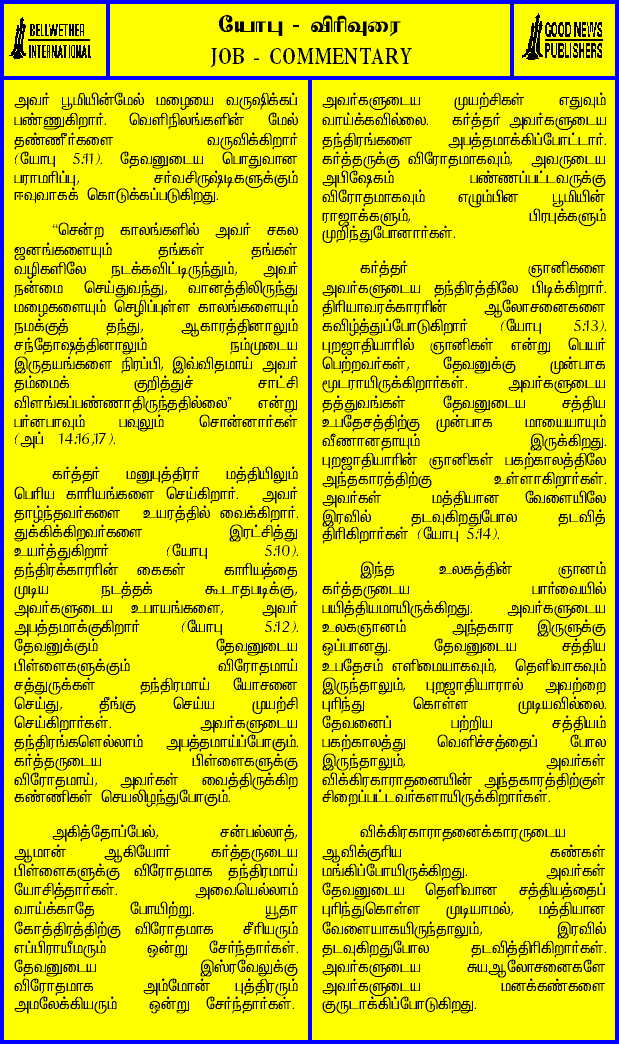 BELLWETHER
INTERNATIONAL
யோபு - விரிவுரை
JOB - COMMENTARY
GOOD NEWS
PUBLISHERS
அவர் பூமியின்மேல் மழையை வருஷிக்கப்
பண்ணுகிறார். வெளிநிலங்களின் மேல்
தண்ணீர்களை வருவிக்கிறார்
(யோபு 5:11). தேவனுடைய பொதுவான
பராமரிப்பு, சர்வசிருஷ்டிகளுக்கும்
ஈவுவாகக் கொடுக்கப்படுகிறது.
“சென்ற காலங்களில் அவர் சகல
ஜனங்களையும் தங்கள் தங்கள்
வழிகளிலே நடக்கவிட்டிருந்தும், அவர்
நன்மை செய்துவந்து, வானத்திலிருந்து
மழைகளையும் செழிப்புள்ள காலங்களையும்
நமக்குத் தந்து, ஆகாரத்தினாலும்
சந்தோஷத்தினாலும் நம்முடைய
இருதயங்களை நிரப்பி, இவ்விதமாய் அவர்
தம்மைக் குறித்துச் சாட்சி
விளங்கப்பண்ணாதிருந்ததில்லை” என்று
பர்னபாவும் பவுலும் சொன்னார்கள்
(அப் 14:16,17).
கர்த்தர் மனுபுத்திரர் மத்தியிலும்
பெரிய காரியங்களை செய்கிறார். அவர்
தாழ்ந்தவர்களை உயரத்தில் வைக்கிறார்.
துக்கிக்கிறவர்களை இரட்சித்து
உயர்த்துகிறார் (யோபு 5:10).
தந்திரக்காரரின் கைகள் காரியத்தை
முடிய நடத்தக் கூடாதபடிக்கு,
அவர்களுடைய உபாயங்களை, அவர்
அபத்தமாக்குகிறார் (யோபு 5:12).
தேவனுக்கும் தேவனுடைய
பிள்ளைகளுக்கும் விரோதமாய்
சத்துருக்கள் தந்திரமாய் யோசனை
செய்து, தீங்கு செய்ய முயற்சி
செய்கிறார்கள். அவர்களுடைய
தந்திரங்களெல்லாம் அபத்தமாய்ப்போகும்.
கர்த்தருடைய பிள்ளைகளுக்கு
விரோதமாய், அவர்கள் வைத்திருக்கிற
கண்ணிகள் செயலிழந்துபோகும்.
அகித்தோப்பேல், சன்பல்லாத்,
ஆமான் ஆகியோர் கர்த்தருடைய
பிள்ளைகளுக்கு விரோதமாக தந்திரமாய்
யோசித்தார்கள். அவையெல்லாம்
வாய்க்காதே போயிற்று. யூதா
கோத்திரத்திற்கு விரோதமாக சீரியரும்
எப்பிராயீமரும் ஒன்று சேர்ந்தார்கள்.
தேவனுடைய இஸ்ரவேலுக்கு
விரோதமாக அம்மோன் புத்திரரும்
அமலேக்கியரும் ஒன்று சேர்ந்தார்கள்.
அவர்களுடைய முயற்சிகள் எதுவும்
வாய்க்கவில்லை. கர்த்தர் அவர்களுடைய
தந்திரங்களை அபத்தமாக்கிப்போட்டார்.
கர்த்தருக்கு விரோதமாகவும், அவருடைய
அபிஷேகம் பண்ணப்பட்டவருக்கு
விரோதமாகவும் எழும்பின பூமியின்
ராஜாக்களும், பிரபுக்களும்
முறிந்துபோனார்கள்.
கர்த்தர் ஞானிகளை
அவர்களுடைய தந்திரத்திலே பிடிக்கிறார்.
திரியாவரக்காரரின் ஆலோசனைகளை
கவிழ்த்துப்போடுகிறார் (யோபு 5:13).
புறஜாதியாரில் ஞானிகள் என்று பெயர்
பெற்றவர்கள், தேவனுக்கு முன்பாக
மூடராயிருக்கிறார்கள். அவர்களுடைய
தத்துவங்கள் தேவனுடைய சத்திய
உபதேசத்திற்கு முன்பாக மாயையாயும்
வீணானதாயும் இருக்கிறது.
புறஜாதியாரின் ஞானிகள் பகற்காலத்திலே
அந்தகாரத்திற்கு உள்ளாகிறார்கள்.
அவர்கள் மத்தியான வேளையிலே
இரவில் தடவுகிறதுபோல தடவித்
திரிகிறார்கள் (யோபு 5:14).
இந்த உலகத்தின் ஞானம்
கர்த்தருடைய பார்வையில்
பயித்தியமாயிருக்கிறது. அவர்களுடைய
உலகஞானம் அந்தகார இருளுக்கு
ஒப்பானது. தேவனுடைய சத்திய
உபதேசம் எளிமையாகவும், தெளிவாகவும்
இருந்தாலும், புறஜாதியாரால் அவற்றை
புரிந்து கொள்ள முடியவில்லை.
தேவனைப் பற்றிய சத்தியம்
பகற்காலத்து வெளிச்சத்தைப் போல
இருந்தாலும், அவர்கள்
விக்கிரகாராதனையின் அந்தகாரத்திற்குள்
சிறைப்பட்டவர்களாயிருக்கிறார்கள்.
விக்கிரகாராதனைக்காரருடைய
ஆவிக்குரிய கண்கள்
மங்கிப்போயிருக்கிறது. அவர்கள்
தேவனுடைய தெளிவான சத்தியத்தைப்
புரிந்துகொள்ள முடியாமல், மத்தியான
வேளையாகயிருந்தாலும், இரவில்
தடவுகிறதுபோல தடவித்திரிகிறார்கள்.
அவர்களுடைய சுயஆலோசனைகளே
அவர்களுடைய மனக்கண்களை
குருடாக்கிப்போடுகிறது.